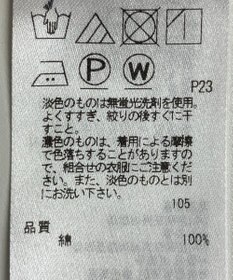 P W
P23
淡色のものは無蛍光洗剤を使用。
よくすすぎ、絞りの後すぐに干
すこと。
濃色のものは、着用による摩擦
で色落ちすることがありますの
で、組合せの衣服にご注意くだ
さい。また、淡色のものとは別
にお洗い下さい。
105
品質
綿 100%